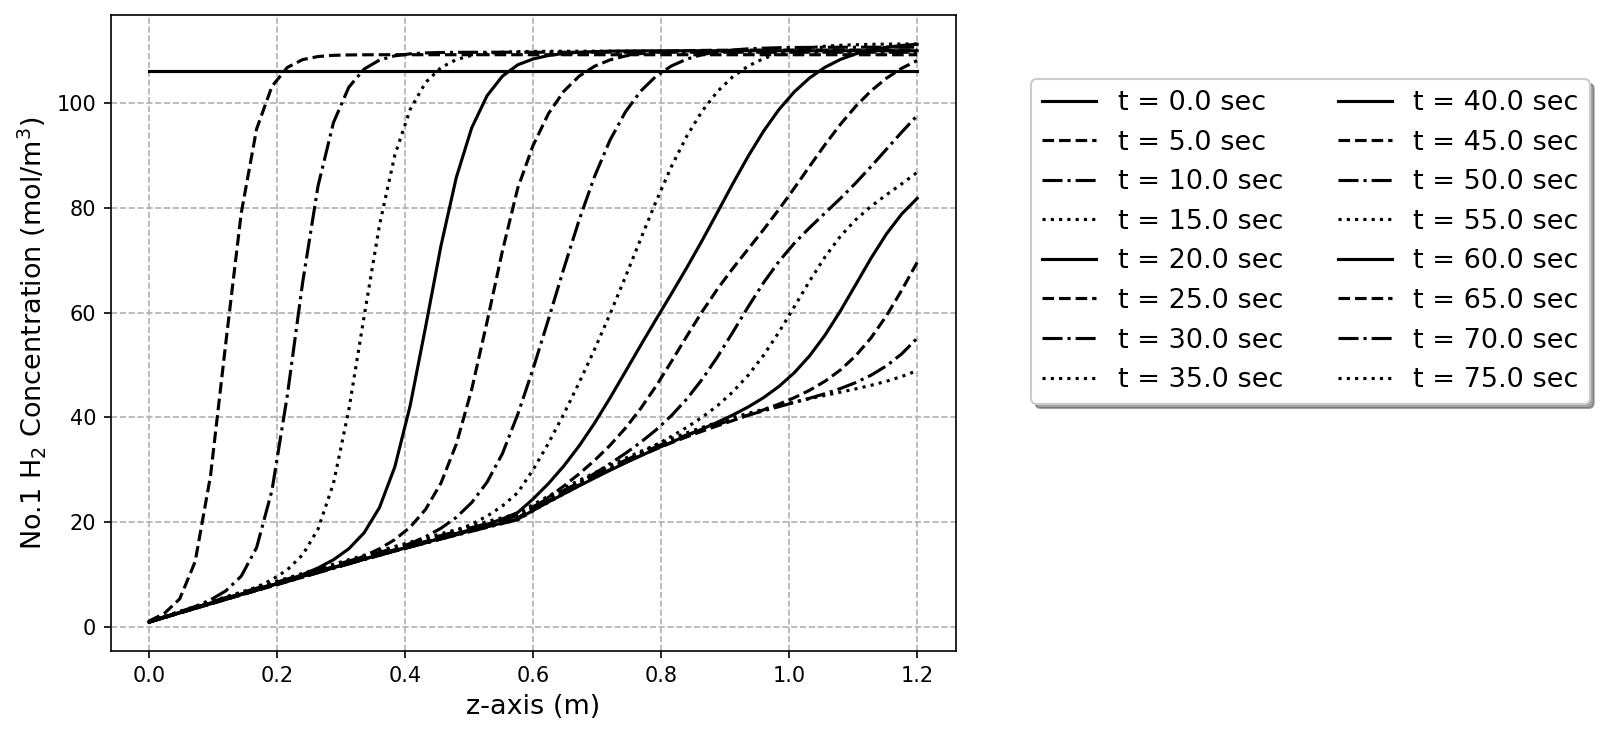 No.1 H₂ Concentration (mol/m³)
100
80
60
40
20
0
0.0 0.2 0.4 0.6 0.8 1.0 1.2
z-axis (m)
t = 0.0 sec
t = 5.0 sec
t = 10.0 sec
t = 15.0 sec
t = 20.0 sec
t = 25.0 sec
t = 30.0 sec
t = 35.0 sec
t = 40.0 sec
t = 45.0 sec
t = 50.0 sec
t = 55.0 sec
t = 60.0 sec
t = 65.0 sec
t = 70.0 sec
t = 75.0 sec